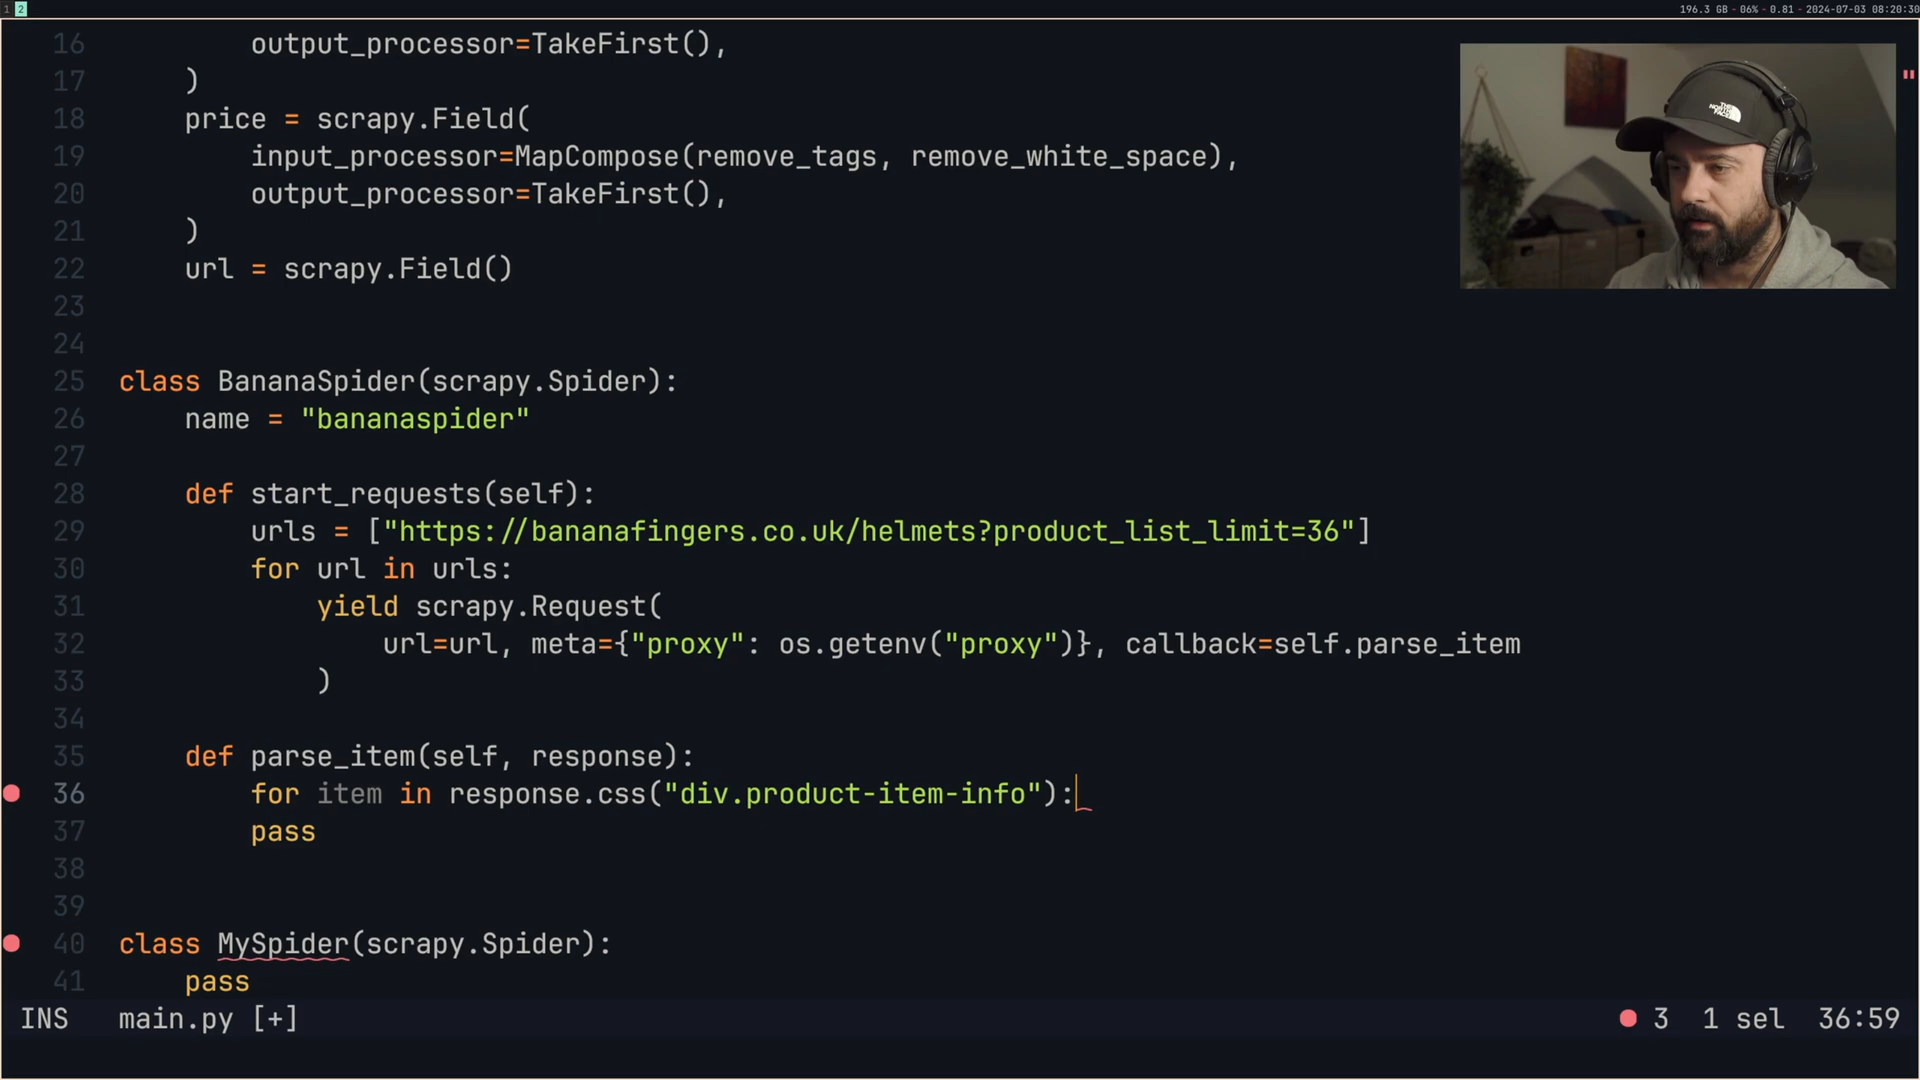 1 2
196.3 GB - 06% - 0.81 - 2024-07-03 08:20:30
16 output_processor=TakeFirst(),
17 )
18 price = scrapy.Field(
19 input_processor=MapCompose(remove_tags, remove_white_space),
20 output_processor=TakeFirst(),
21 )
22 url = scrapy.Field()
23
24
25 class BananaSpider(scrapy.Spider):
26 name = "bananaspider"
27
28 def start_requests(self):
29 urls = ["https://bananafingers.co.uk/helmets?product_list_limit=36"]
30 for url in urls:
31 yield scrapy.Request(
32 url=url, meta={"proxy": os.getenv("proxy")}, callback=self.parse_item
33 )
34
35 def parse_item(self, response):
36 for item in response.css("div.product-item-info"):
37 pass
38
39
40 class MySpider(scrapy.Spider):
41 pass
INS main.py [+] 3 1 sel 36:59
THE
NORTH
FACE